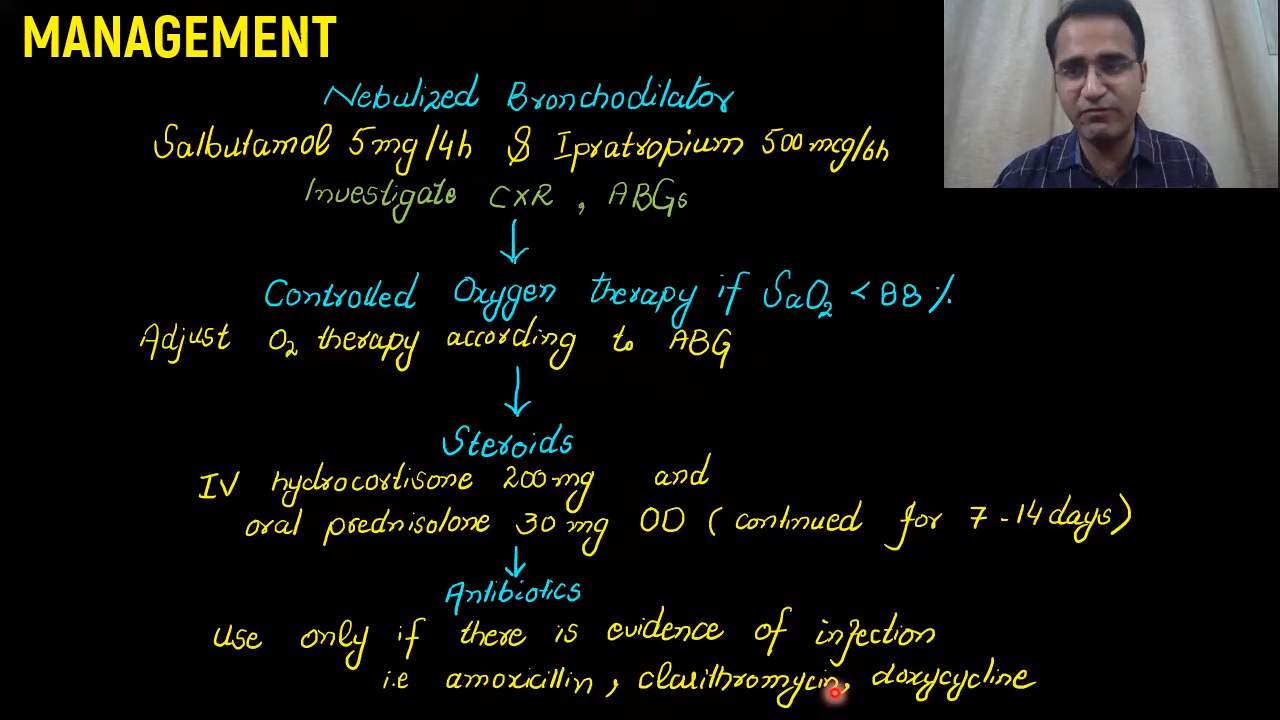 MANAGEMENT
Nebulized Bronchodilator
Salbutamol 5mg/4h & Ipratropium 500mcg/6h
Investigate CXR, ABGs
Controlled Oxygen therapy if SaO₂ <88%
Adjust O₂ therapy according to ABG
Steroids
IV hydrocortisone 200mg and
oral prednisolone 30mg OD (continued for 7-14days)
Antibiotics
use only if there is evidence of infection
i.e amoxicillin, clarithromycin, doxycycline